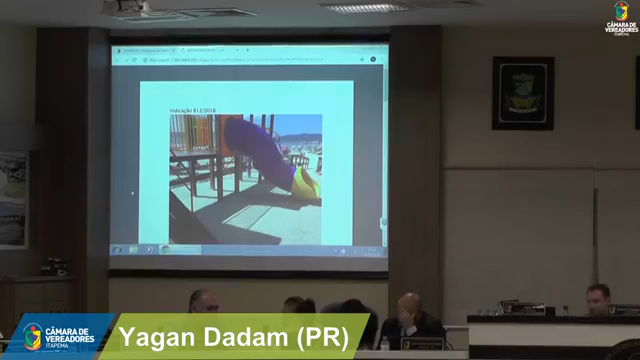 CÂMARA DE
VEREADORES
ITAPEMA
Indicação 812/2018
CÂMARA DE
VEREADORES
ITAPEMA
Yagan Dadam (PR)